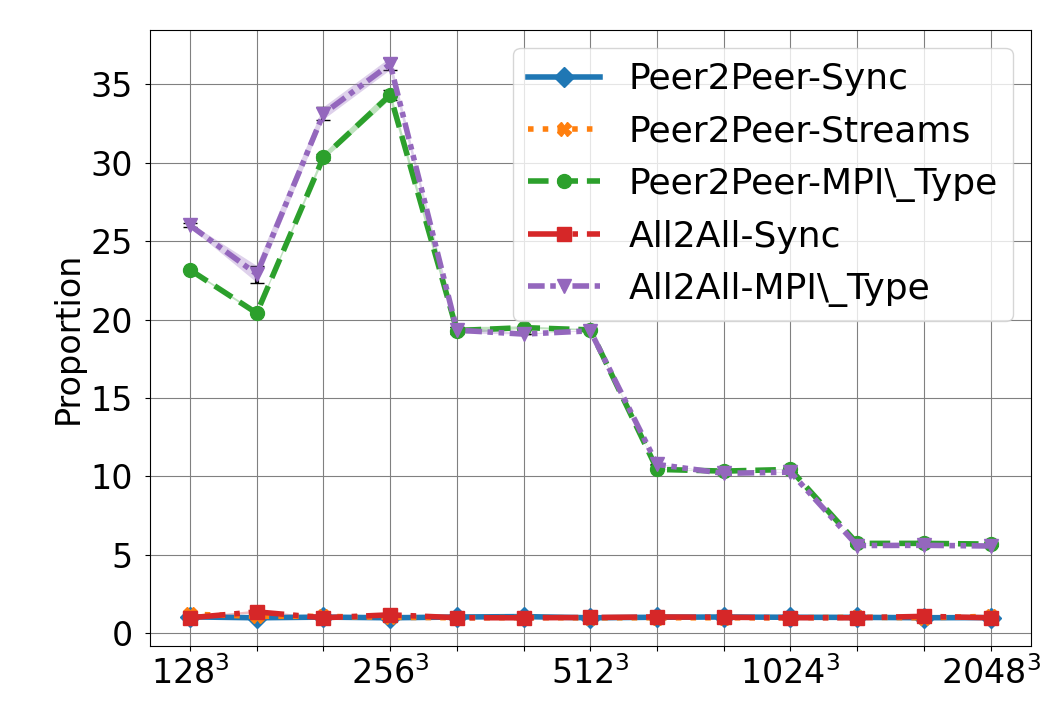 Proportion
35
30
25
20
15
10
5
0
128³
256³
512³
1024³
2048³
Peer2Peer-Sync
Peer2Peer-Streams
Peer2Peer-MPI\_Type
All2All-Sync
All2All-MPI\_Type